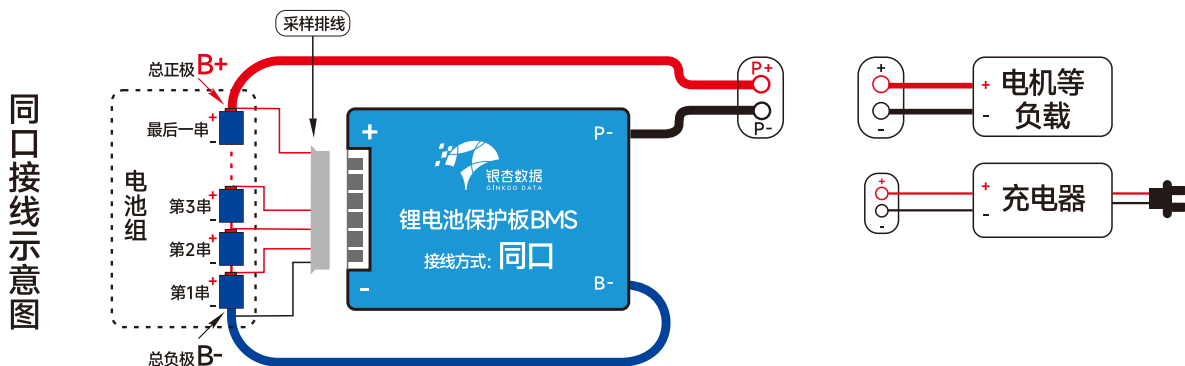 同口接线示意图
采样排线
总正极B+
最后一串
+
-
电池组
第3串
+
-
第2串
+
-
第1串
+
-
总负极B-
+
-
P-
B-
银杏数据
GINKGO DATA
锂电池保护板BMS
接线方式：同口
P+
P-
+
-
+
-
电机等
负载
+
-
+
-
充电器